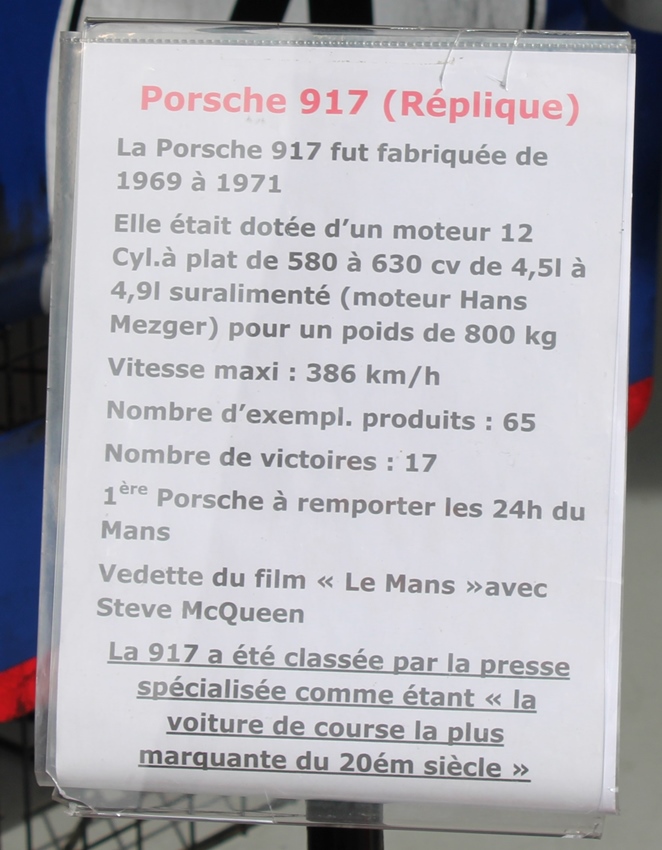 Porsche 917 (Réplique)
La Porsche 917 fut fabriquée de
1969 à 1971
Elle était dotée d’un moteur 12
Cyl.à plat de 580 à 630 cv de 4,5l à
4,9l suralimenté (moteur Hans
Mezger) pour un poids de 800 kg
Vitesse maxi : 386 km/h
Nombre d’exempl. produits : 65
Nombre de victoires : 17
1ère Porsche à remporter les 24h du
Mans
Vedette du film « Le Mans »avec
Steve McQueen
La 917 a été classée par la presse
spécialisée comme étant « la
voiture de course la plus
marquante du 20ém siècle »